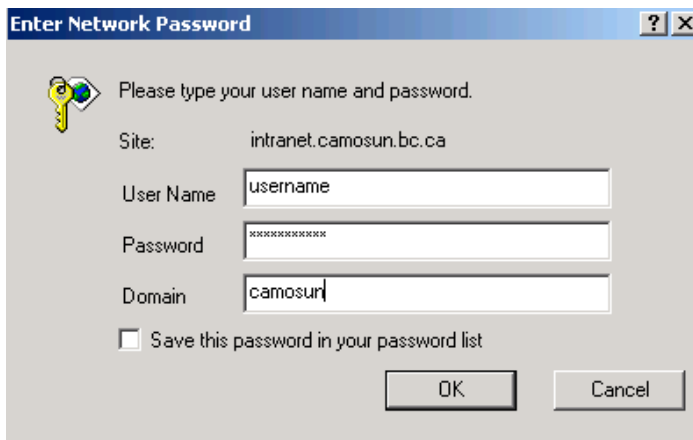 Enter Network Password
? X
Please type your user name and password.
Site: intranet.camosun.bc.ca
User Name username
Password ***********
Domain camosun
Save this password in your password list
OK Cancel